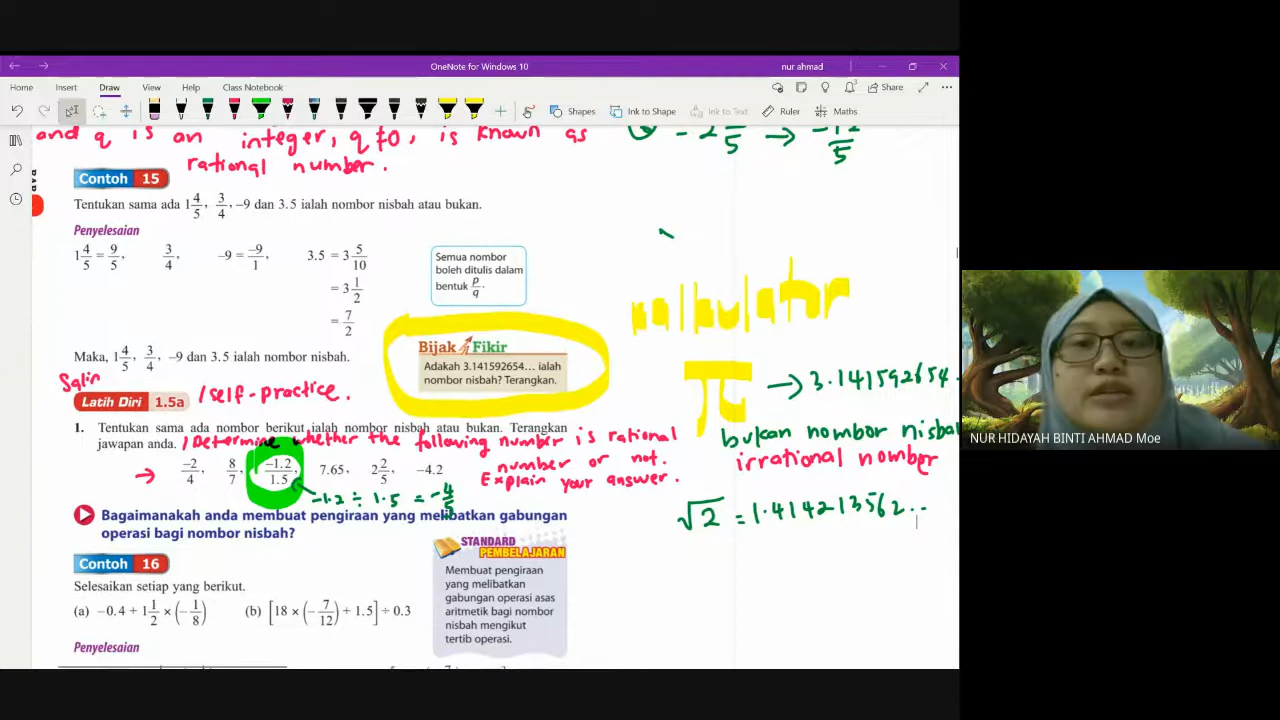 OneNote for Windows 10
nur ahmad
Home Insert Draw View Help Class Notebook
Share
Shapes Ink to Shape Ink to Text Ruler Maths
and q is an integer, q ≠ 0, is known as
rational number.
-2 →
5 5
Contoh 15
Tentukan sama ada 1 4/5, 3/4, –9 dan 3.5 ialah nombor nisbah atau bukan.
Penyelesaian
1 4/5 = 9/5 3/4 –9 = –9/1 3.5 = 3 5/10
= 3 1/2
= 7/2
Semua nombor
boleh ditulis dalam
bentuk p/q.
Maka, 1 4/5, 3/4, –9 dan 3.5 ialah nombor nisbah.
Bijak Fikir
Adakah 3.141592654... ialah
nombor nisbah? Terangkan.
kalkulator
π → 3.141592654.
bukan nombor nisbah
irrational number
√2 = 1.414213562...
Salin
Latih Diri 1.5a /self-practice.
1. Tentukan sama ada nombor berikut ialah nombor nisbah atau bukan. Terangkan
jawapan anda. /Determine whether the following number is rational
number or not.
Explain your answer.
→ –2/4, 8/7, –1.2/1.5, 7.65, 2 2/5, –4.2
-1.2 ÷ 1.5 = -4/5
Bagaimanakah anda membuat pengiraan yang melibatkan gabungan
operasi bagi nombor nisbah?
Contoh 16
Selesaikan setiap yang berikut.
(a) –0.4 + 1 1/2 × (–1/8) (b) [18 × (–7/12) + 1.5] ÷ 0.3
Penyelesaian
STANDARD
PEMBELAJARAN
Membuat pengiraan
yang melibatkan
gabungan operasi asas
aritmetik bagi nombor
nisbah mengikut
tertib operasi.
NUR HIDAYAH BINTI AHMAD Moe